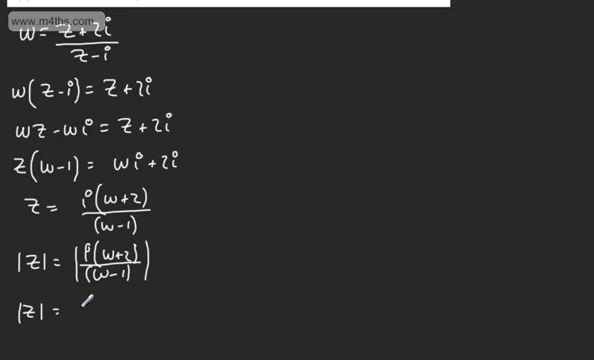 www.m4ths.com
w = z+2i / z-i
w(z-i) = z+2i
wz-wi = z+2i
z(w-1) = wi+2i
z = i(w+2) / (w-1)
|z| = |i(w+2) / (w-1)|
|z| =